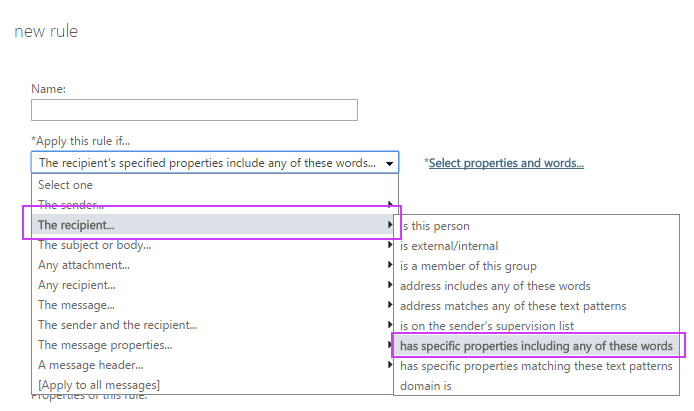 new rule
Name:
*Apply this rule if...
The recipient's specified properties include any of these words...
*Select properties and words...
Select one
The sender...
The recipient...
is this person
The subject or body...
is external/internal
Any attachment...
is a member of this group
Any recipient...
address includes any of these words
The message...
address matches any of these text patterns
The sender and the recipient...
is on the sender's supervision list
The message properties...
has specific properties including any of these words
A message header...
has specific properties matching these text patterns
[Apply to all messages]
domain is
Properties of this rule: